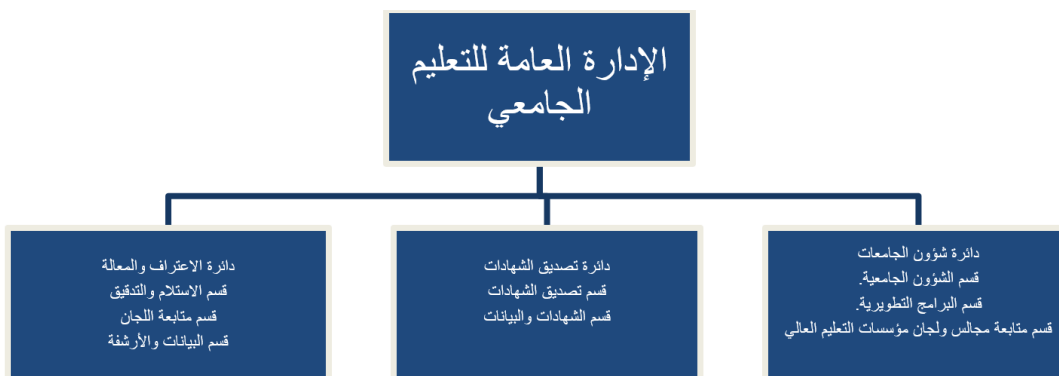 الإدارة العامة للتعليم
الجامعي
دائرة شؤون الجامعات
قسم الشؤون الجامعية.
قسم البرامج التطويرية.
قسم متابعة مجالس ولجان مؤسسات التعليم العالي
دائرة تصديق الشهادات
قسم تصديق الشهادات
قسم الشهادات والبيانات
دائرة الاعتراف والمعالة
قسم الاستلام والتدقيق
قسم متابعة اللجان
قسم البيانات والأرشفة